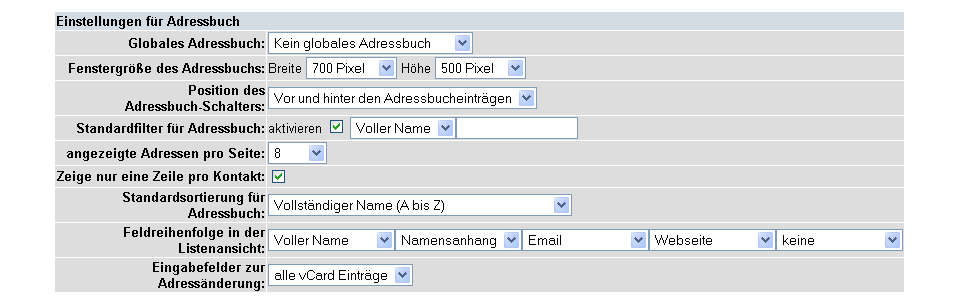 Einstellungen für Adressbuch
Globales Adressbuch: Kein globales Adressbuch
Fenstergröße des Adressbuchs: Breite 700 Pixel Höhe 500 Pixel
Position des
Adressbuch-Schalters: Vor und hinter den Adressbucheinträgen
Standardfilter für Adressbuch: aktivieren Voller Name
angezeigte Adressen pro Seite: 8
Zeige nur eine Zeile pro Kontakt:
Standardsortierung für
Adressbuch: Vollständiger Name (A bis Z)
Feldreihenfolge in der
Listenansicht: Voller Name Namensanhang Email Webseite keine
Eingabefelder zur
Adressänderung: alle vCard Einträge